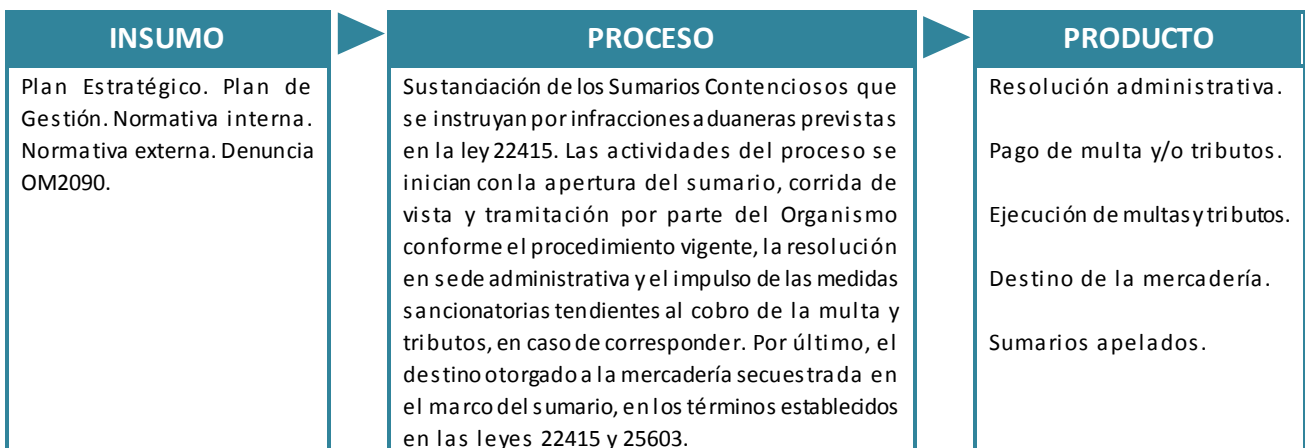 INSUMO
Plan Estratégico. Plan de
Gestión. Normativa interna.
Normativa externa. Denuncia
OM2090.
PROCESO
Sustanciación de los Sumarios Contenciosos que
se instruyan por infracciones aduaneras previstas
en la ley 22415. Las actividades del proceso se
inician con la apertura del sumario, corrida de
vista y tramitación por parte del Organismo
conforme el procedimiento vigente, la resolución
en sede administrativa y el impulso de las medidas
sancionatorias tendientes al cobro de la multa y
tributos, en caso de corresponder. Por último, el
destino otorgado a la mercadería secuestrada en
el marco del sumario, en los términos establecidos
en las leyes 22415 y 25603.
PRODUCTO
Resolución administrativa.
Pago de multa y/o tributos.
Ejecución de multas y tributos.
Destino de la mercadería.
Sumarios apelados.